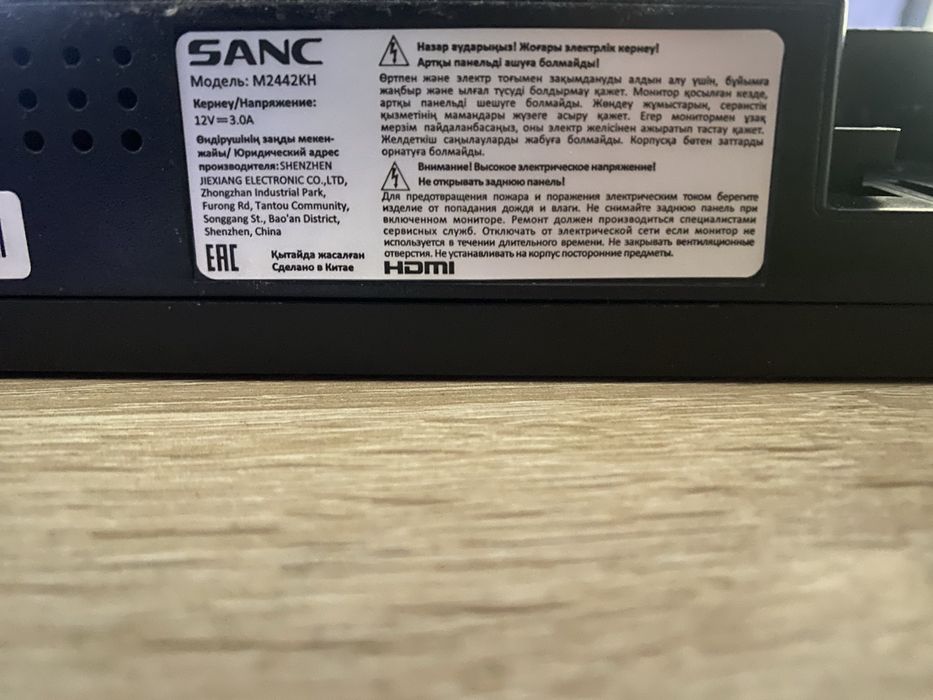 SANC
Модель: M2442KH
Кернеу/Напряжение:
12V⎓3.0A
Өндірушінің заңды мекен-
жайы/ Юридический адрес
производителя: SHENZHEN
JIEXIANG ELECTRONIC CO.,LTD,
Zhongzhan Industrial Park,
Furong Rd, Tantou Community,
Songgang St., Bao'an District,
Shenzhen, China
EAC
Қытайда жасалған
Сделано в Китае
Назар аударыңыз! Жоғары электрлік кернеу!
Артқы панельді ашуға болмайды!
Өртпен және электр тоғымен зақымдануды алдын алу үшін, бұйымға
жаңбыр және ылғал түсуді болдырмау қажет. Монитор қосылған кезде,
артқы панельді шешуге болмайды. Жөндеу жұмыстарын, сервистік
қызметінің мамандары жүзеге асыру қажет. Егер монитормен ұзақ
мерзім пайдаланбасаңыз, оны электр желісінен ажыратып тастау қажет.
Желдеткіш саңылауларды жабуға болмайды. Корпусқа бөтен заттарды
орнатуға болмайды.
Внимание! Высокое электрическое напряжение!
Не открывать заднюю панель!
Для предотвращения пожара и поражения электрическим током берегите
изделие от попадания дождя и влаги. Не снимайте заднюю панель при
включенном мониторе. Ремонт должен производиться специалистами
сервисных служб. Отключать от электрической сети если монитор не
используется в течении длительного времени. Не закрывать вентиляционные
отверстия. Не устанавливать на корпус посторонние предметы.
HDMI